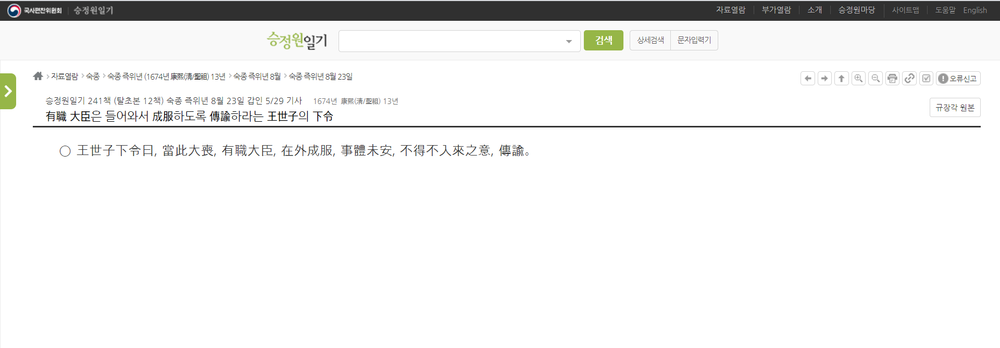 국사편찬위원회 승정원일기 자료열람 부가열람 소개 승정원마당 사이트맵 도움말 English
승정원일기 검색 상세검색 문자입력기
자료열람 숙종 숙종 즉위년 (1674년 康熙(淸/聖祖) 13년 숙종 즉위년 8월 숙종 즉위년 8월 23일 오류신고
승정원일기 241책 (탈초본 12책) 숙종 즉위년 8월 23일 갑인 5/29 기사 1674년 康熙(淸/聖祖) 13년
규장각 원본
有職 大臣은 들어와서 成服하도록 傳諭하라는 王世子의 下令
○ 王世子下令曰, 當此大喪, 有職大臣, 在外成服, 事體未安, 不得不入來之意, 傳諭。